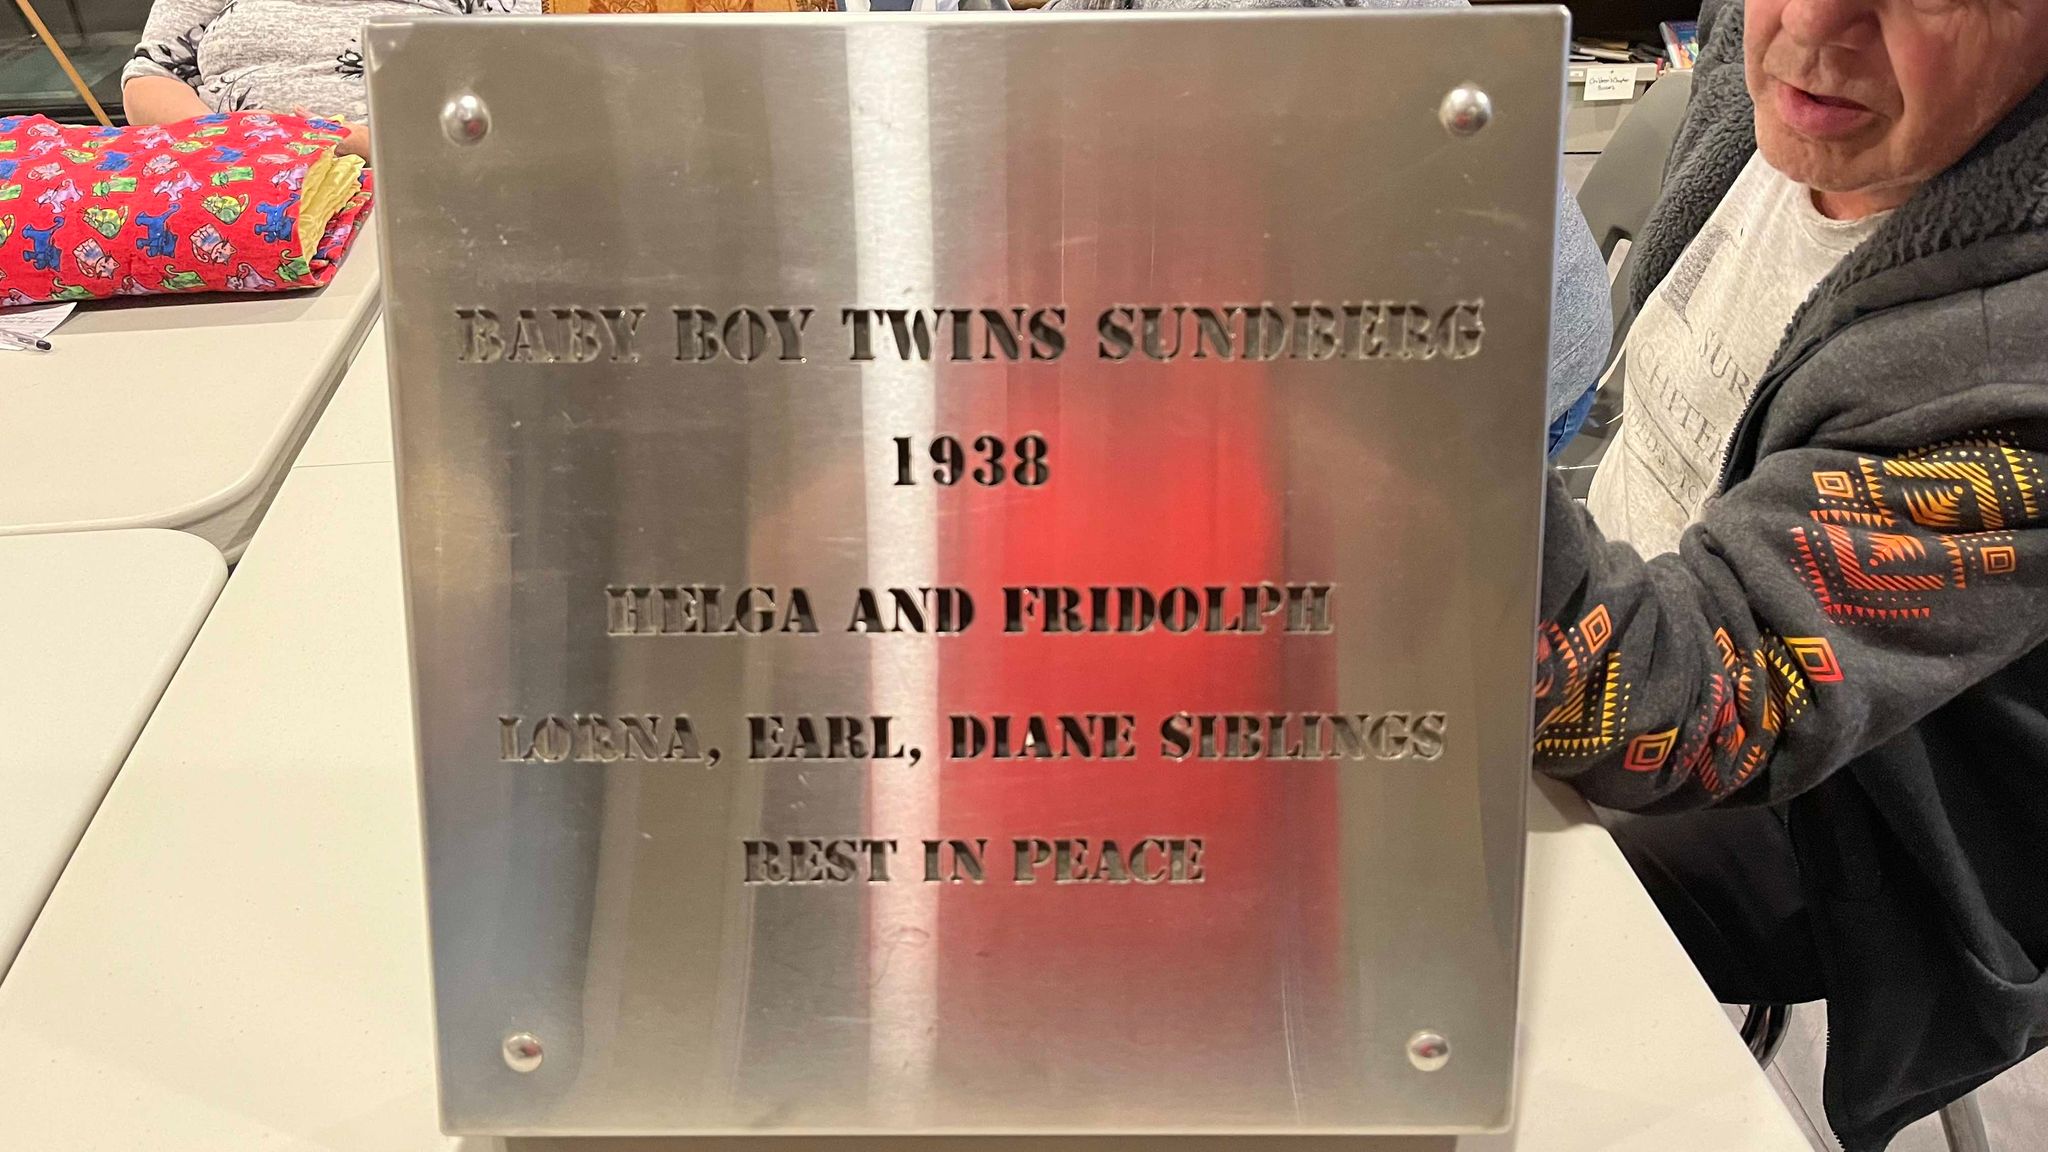 BABY BOY TWINS SUNDBERG
1938
HELGA AND FRIDOLPH
LORNA, EARL, DIANE SIBLINGS
REST IN PEACE